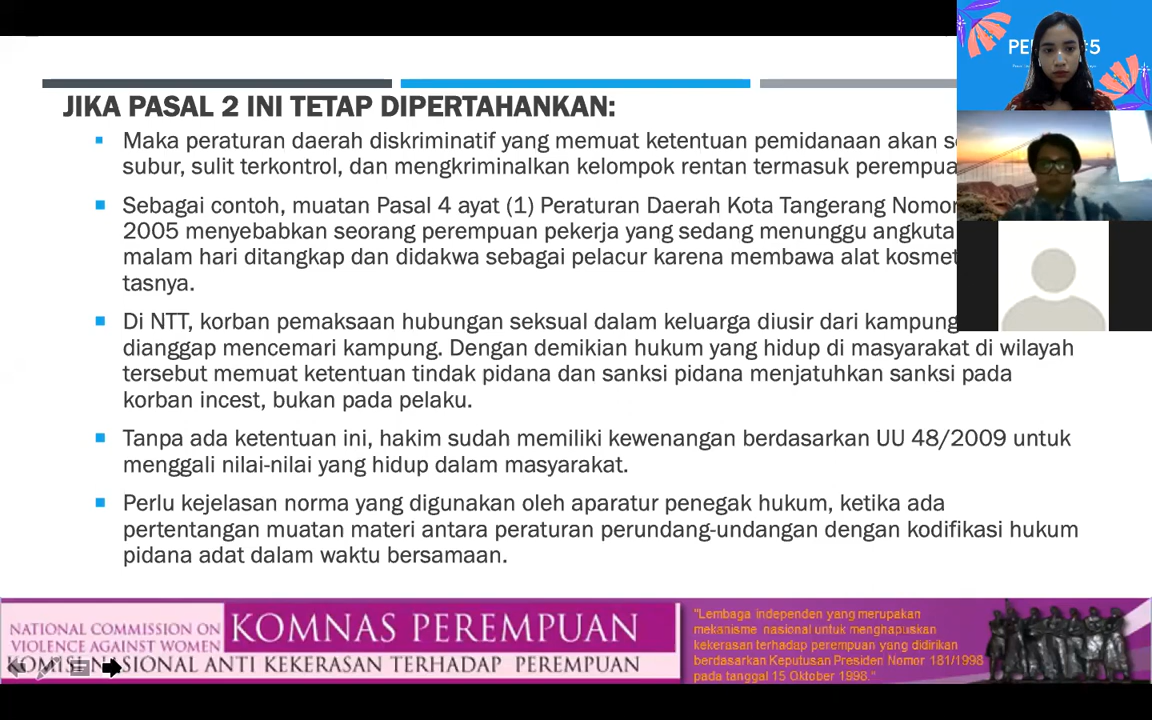 JIKA PASAL 2 INI TETAP DIPERTAHANKAN:
Maka peraturan daerah diskriminatif yang memuat ketentuan pemidanaan akan
subur, sulit terkontrol, dan mengkriminalkan kelompok rentan termasuk
Sebagai contoh, muatan Pasal 4 ayat (1) Peraturan Daerah Kota Tangerang Nomor
2005 menyebabkan seorang perempuan pekerja yang sedang menunggu
malam hari ditangkap dan didakwa sebagai pelacur karena membawa alat
tasnya.
Di NTT, korban pemaksaan hubungan seksual dalam keluarga diusir dari kampung
dianggap mencemari kampung. Dengan demikian hukum yang hidup di masyarakat di wilayah
tersebut memuat ketentuan tindak pidana dan sanksi pidana menjatuhkan sanksi pada
korban incest, bukan pada pelaku.
Tanpa ada ketentuan ini, hakim sudah memiliki kewenangan berdasarkan UU 48/2009 untuk
menggali nilai-nilai yang hidup dalam masyarakat.
Perlu kejelasan norma yang digunakan oleh aparatur penegak hukum, ketika ada
pertentangan muatan materi antara peraturan perundang-undangan dengan kodifikasi hukum
pidana adat dalam waktu bersamaan.
NATIONAL COMMISSION ON
VIOLENCE AGAINST WOMEN
KOMNAS PEREMPUAN
ANTI KEKERASAN TERHADAP PEREMPUAN
"Lembaga independen yang merupakan
mekanisme nasional untuk menghapuskan
kekerasan terhadap perempuan yang didirikan
berdasarkan Keputusan Presiden Nomor 181/1998
pada tanggal 15 Oktober 1998."